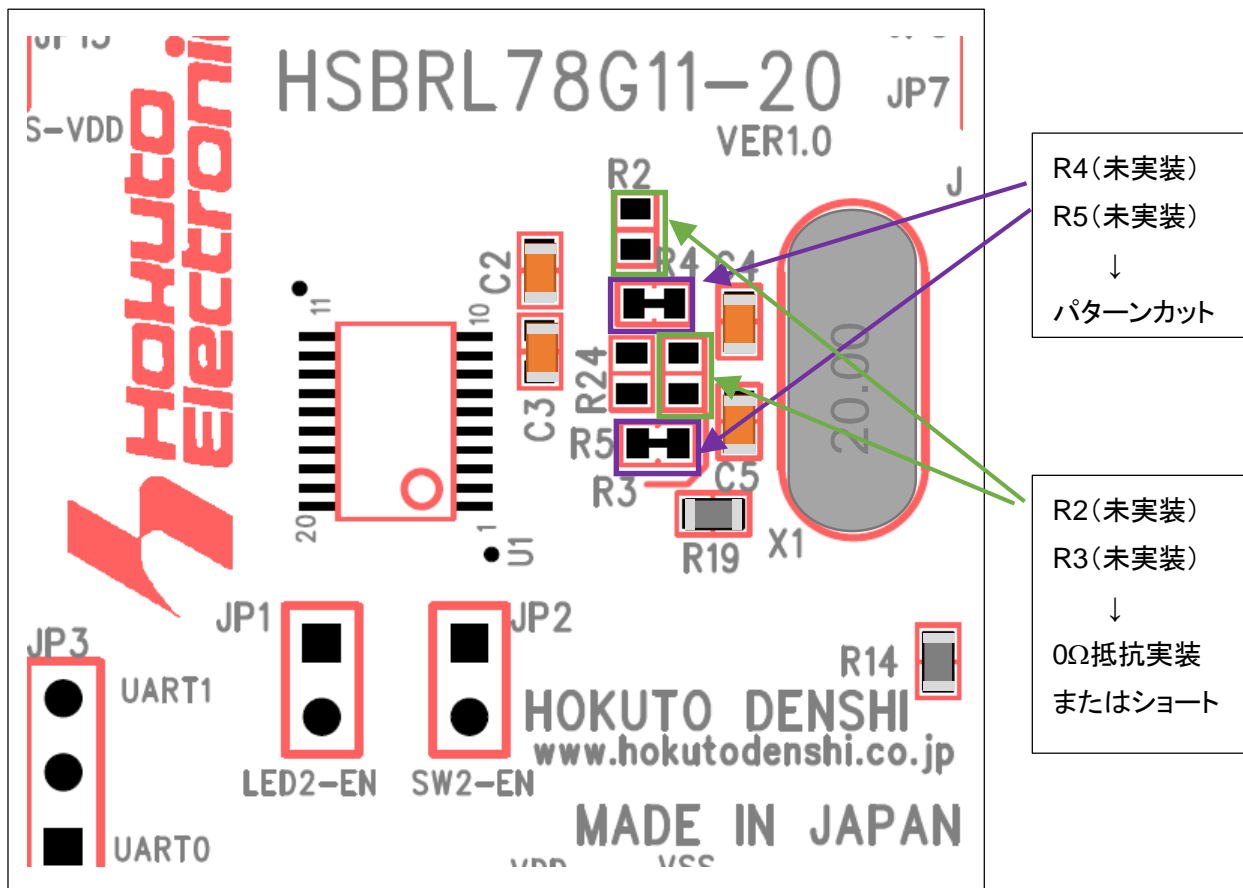 JP15
S-VDD
Hokuto
Electronic
HSBRL78G11-20
VER1.0
JP7
J
R2
C2
R4
C4
11
10
R24
C3
R5
R3
C5
20.00
20
1
U1
R19
X1
JP1
JP2
JP3
UART1
R14
LED2-EN
SW2-EN
HOKUTO DENSHI
www.hokutodenshi.co.jp
UART0
MADE IN JAPAN
VDD
VSS
R4(未実装)
R5(未実装)
↓
パターンカット
R2(未実装)
R3(未実装)
↓
0Ω抵抗実装
またはショート